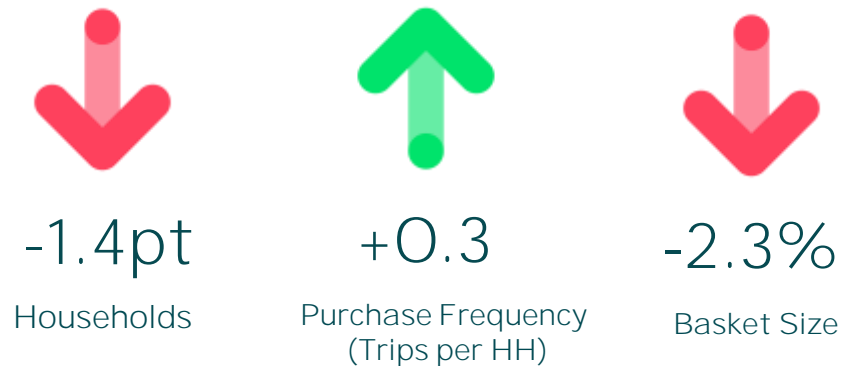 -1.4pt
Households
+0.3
Purchase Frequency
(Trips per HH)
-2.3%
Basket Size